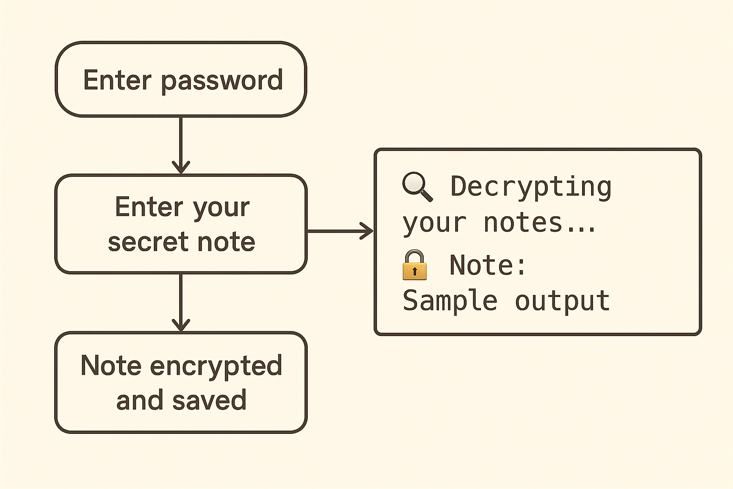 Enter password
Enter your
secret note
Note encrypted
and saved
🔍 Decrypting
your notes...
🔒 Note:
Sample output